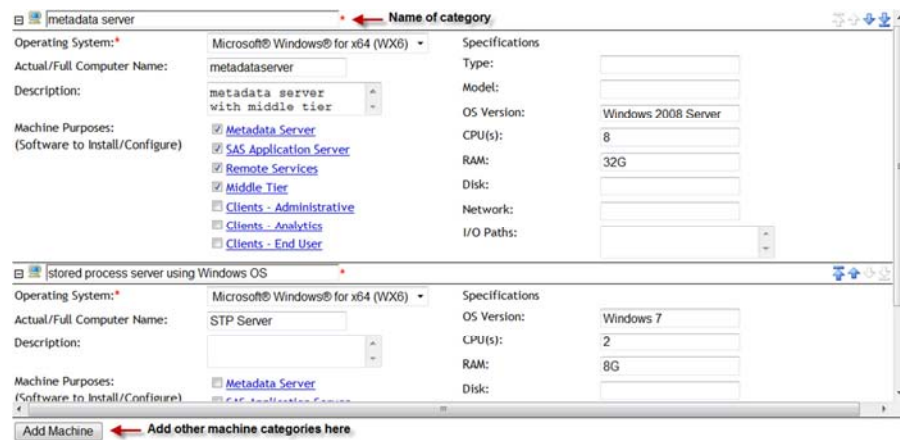 metadata server * Name of category
Operating System:* Microsoft® Windows® for x64 (WX6) Specifications
Actual/Full Computer Name: metadataserver Type:
Description: metadata server with middle tier Model:
OS Version: Windows 2008 Server
Machine Purposes: Metadata Server CPU(s): 8
(Software to Install/Configure) SAS Application Server
Remote Services RAM: 32G
Middle Tier Disk:
Clients - Administrative Network:
Clients - Analytics I/O Paths:
Clients - End User
stored process server using Windows OS *
Operating System:* Microsoft® Windows® for x64 (WX6) Specifications
Actual/Full Computer Name: STP Server OS Version: Windows 7
Description: CPU(s): 2
RAM: 8G
Machine Purposes: Metadata Server Disk:
(Software to Install/Configure) SAS Application Server
Add Machine Add other machine categories here